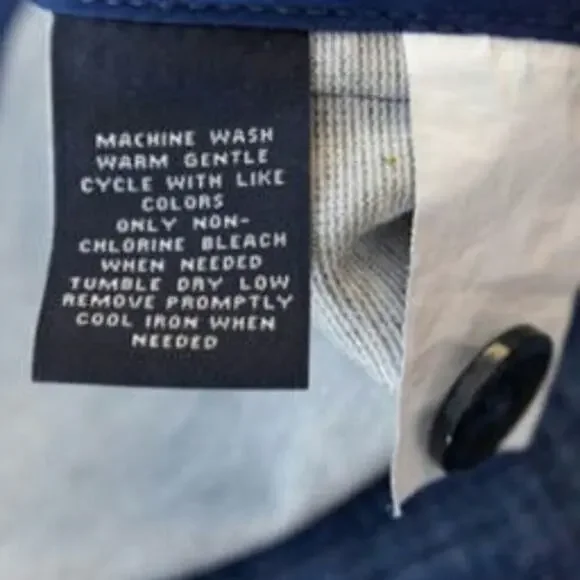 MACHINE WASH
WARM GENTLE
CYCLE WITH LIKE
COLORS
ONLY NON-
CHLORINE BLEACH
WHEN NEEDED
TUMBLE DRY LOW
REMOVE PROMPTLY
COOL IRON WHEN
NEEDED